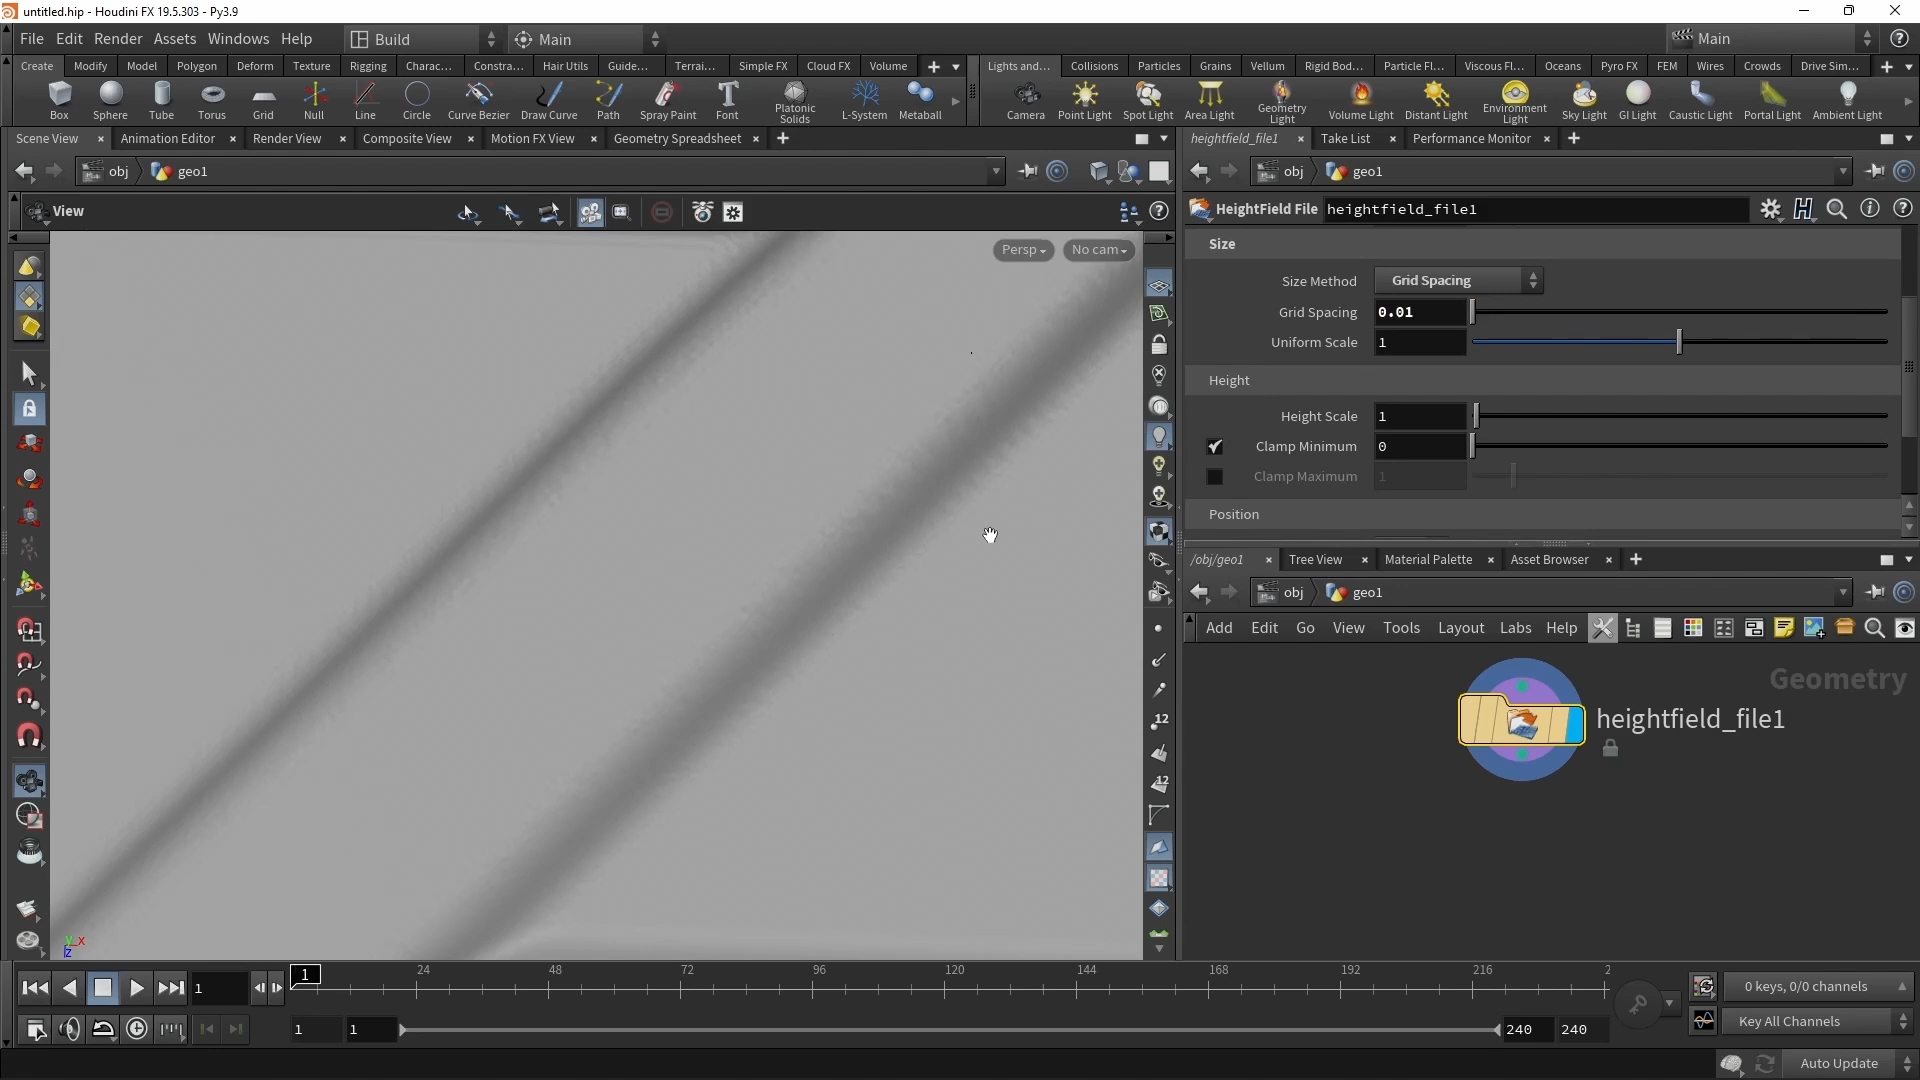 untitled.hip - Houdini FX 19.5.303 - Py3.9
File Edit Render Assets Windows Help Build Main Main
Create Modify Model Polygon Deform Texture Rigging Charac... Constra... Hair Utils Guide... Terrai... Simple FX Cloud FX Volume
Lights and... Collisions Particles Grains Vellum Rigid Bod... Particle Fl... Viscous Fl... Oceans Pyro FX FEM Wires Crowds Drive Sim...
Box Sphere Tube Torus Grid Null Line Circle Curve Bezier Draw Curve Path Spray Paint Font Platonic Solids L-System Metaball
Camera Point Light Spot Light Area Light Geometry Light Volume Light Distant Light Environment Light Sky Light GI Light Caustic Light Portal Light Ambient Light
Scene View Animation Editor Render View Composite View Motion FX View Geometry Spreadsheet
heightfield_file1 Take List Performance Monitor
obj geo1
obj geo1
View
HeightField File heightfield_file1
Persp No cam
Size
Size Method Grid Spacing
Grid Spacing 0.01
Uniform Scale 1
Height
Height Scale 1
Clamp Minimum 0
Clamp Maximum 1
Position
/obj/geo1 Tree View Material Palette Asset Browser
obj geo1
Add Edit Go View Tools Layout Labs Help
Geometry
heightfield_file1
12
12
y x
z
1 1 24 48 72 96 120 144 168 192 216 2
0 keys, 0/0 channels
1 1 240 240
Key All Channels
Auto Update